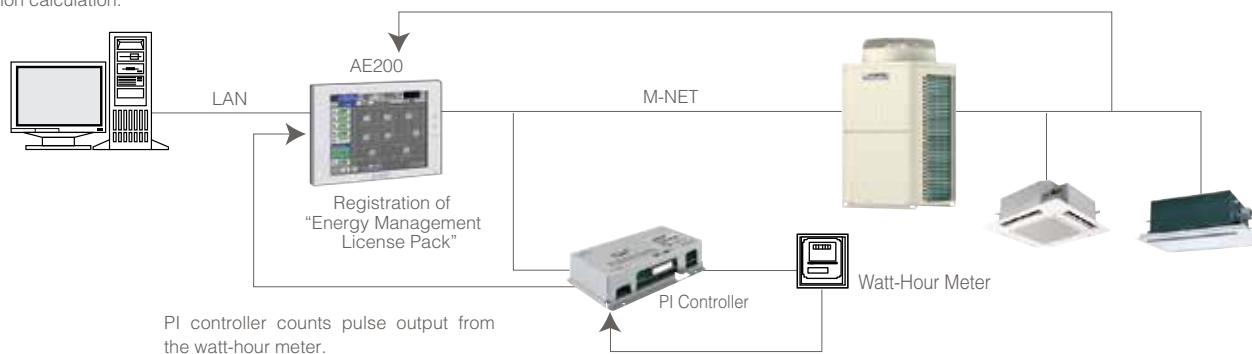 ion calculation.
AE200
LAN
M-NET
Registration of
“Energy Management
License Pack”
PI Controller
Watt-Hour Meter
PI controller counts pulse output from
the watt-hour meter.